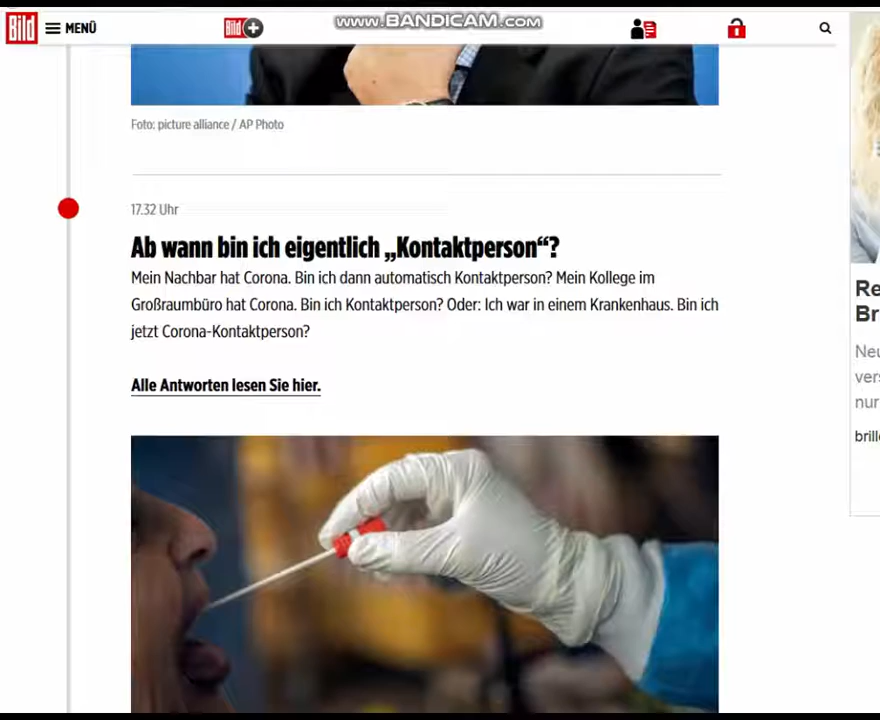 Bild
MENÜ
Bild +
www.BANDICAM.com
Foto: picture alliance / AP Photo
17.32 Uhr
Ab wann bin ich eigentlich „Kontaktperson“?
Mein Nachbar hat Corona. Bin ich dann automatisch Kontaktperson? Mein Kollege im
Großraumbüro hat Corona. Bin ich Kontaktperson? Oder: Ich war in einem Krankenhaus. Bin ich
jetzt Corona-Kontaktperson?
Alle Antworten lesen Sie hier.
Re
Br
Neu
vers
nur
brill